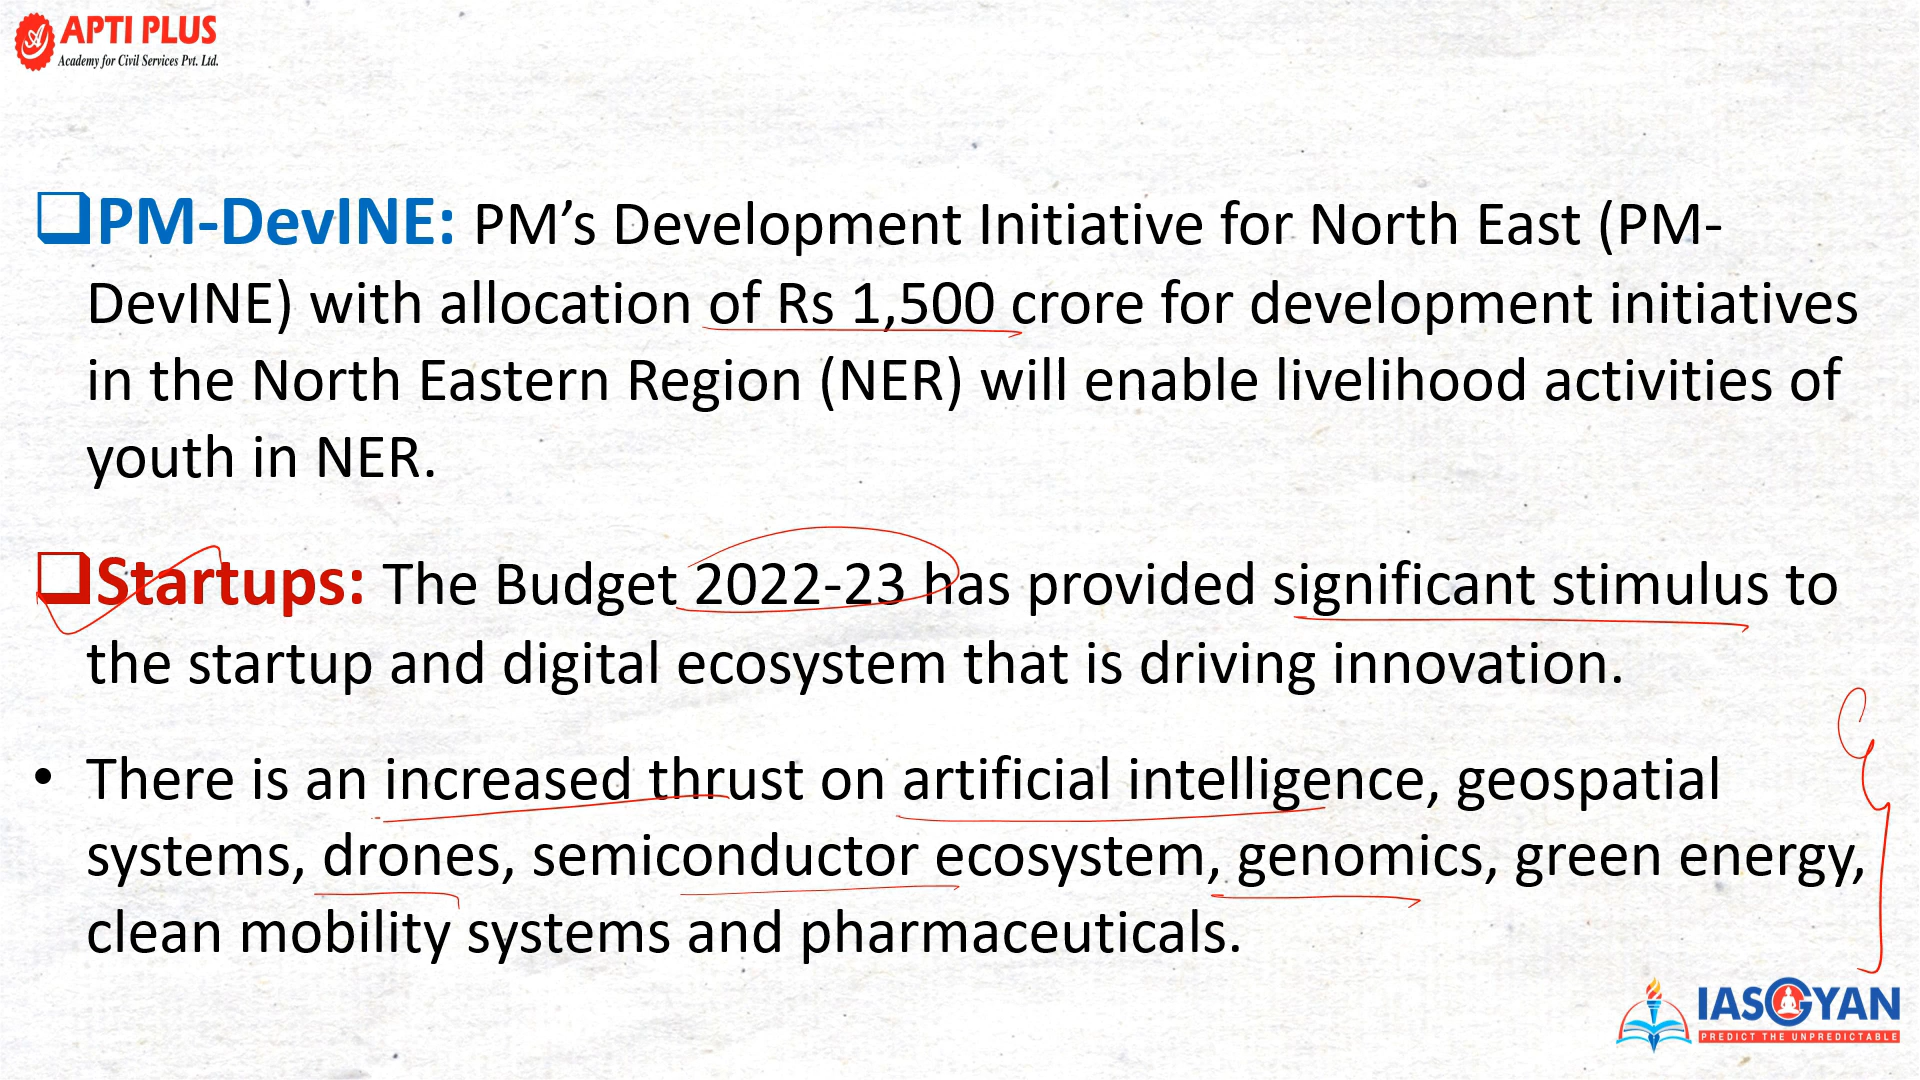 APTI PLUS
Academy for Civil Services Pvt. Ltd.
PM-DevINE: PM’s Development Initiative for North East (PM-
DevINE) with allocation of Rs 1,500 crore for development initiatives
in the North Eastern Region (NER) will enable livelihood activities of
youth in NER.
Startups: The Budget 2022-23 has provided significant stimulus to
the startup and digital ecosystem that is driving innovation.
• There is an increased thrust on artificial intelligence, geospatial
systems, drones, semiconductor ecosystem, genomics, green energy,
clean mobility systems and pharmaceuticals.
IASGYAN
PREDICT THE UNPREDICTABLE